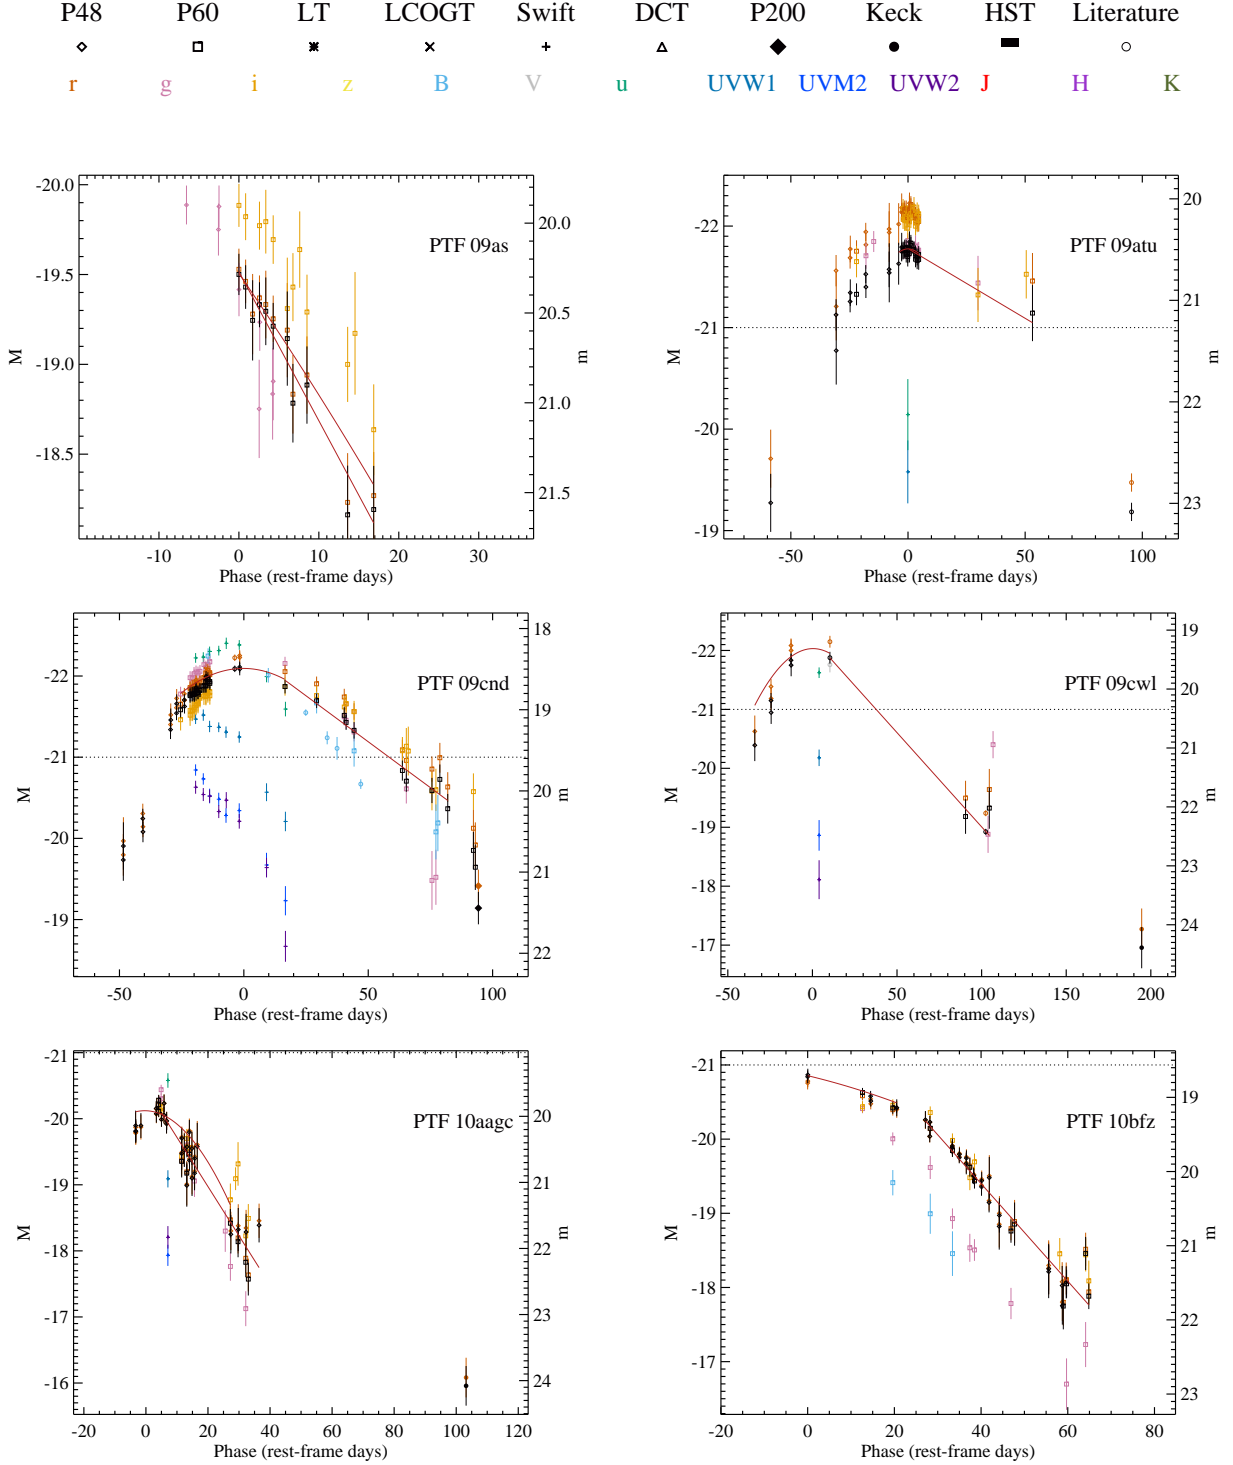 P48 P60 LT LCOGT Swift DCT P200 Keck HST Literature
r g i z B V u UVW1 UVM2 UVW2 J H K
PTF 09as
-20.0
-19.5
-19.0
-18.5
M
20.0
20.5
21.0
21.5
m
-10 0 10 20 30
Phase (rest-frame days)
PTF 09atu
-22
-21
-20
-19
M
20
21
22
23
m
-50 0 50 100
Phase (rest-frame days)
PTF 09cnd
-22
-21
-20
-19
M
18
19
20
21
22
m
-50 0 50 100
Phase (rest-frame days)
PTF 09cwl
-22
-21
-20
-19
-18
-17
M
19
20
21
22
23
24
m
-50 0 50 100 150 200
Phase (rest-frame days)
PTF 10aagc
-21
-20
-19
-18
-17
-16
M
20
21
22
23
24
m
-20 0 20 40 60 80 100 120
Phase (rest-frame days)
PTF 10bfz
-21
-20
-19
-18
-17
M
19
20
21
22
23
m
-20 0 20 40 60 80
Phase (rest-frame days)